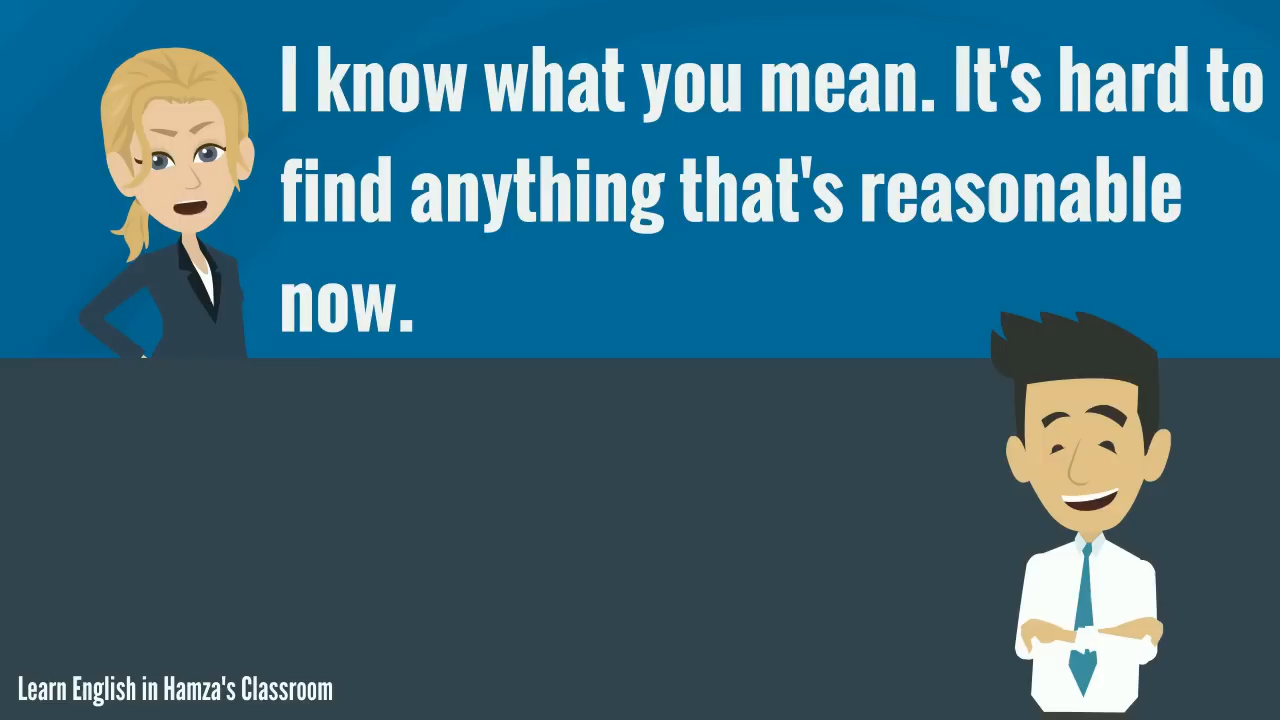 I know what you mean. It's hard to
find anything that's reasonable
now.
Learn English in Hamza's Classroom